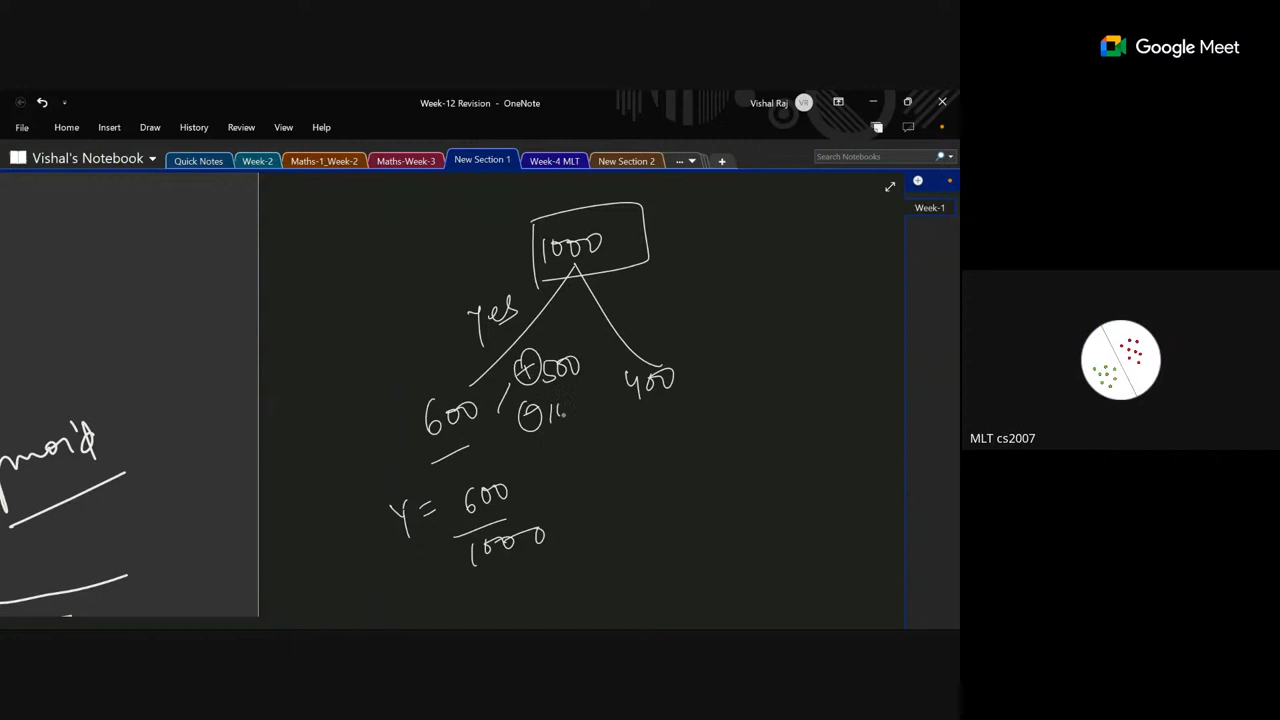 Google Meet
Week-12 Revision - OneNote
Vishal Raj
VR
File
Home
Insert
Draw
History
Review
View
Help
Vishal's Notebook
Quick Notes
Week-2
Maths-1_Week-2
Maths-Week-3
New Section 1
Week-4 MLT
New Section 2
...
Search Notebooks
Week-1
1000
Yes
+ 500
400
600
γ = 600
1000
MLT cs2007